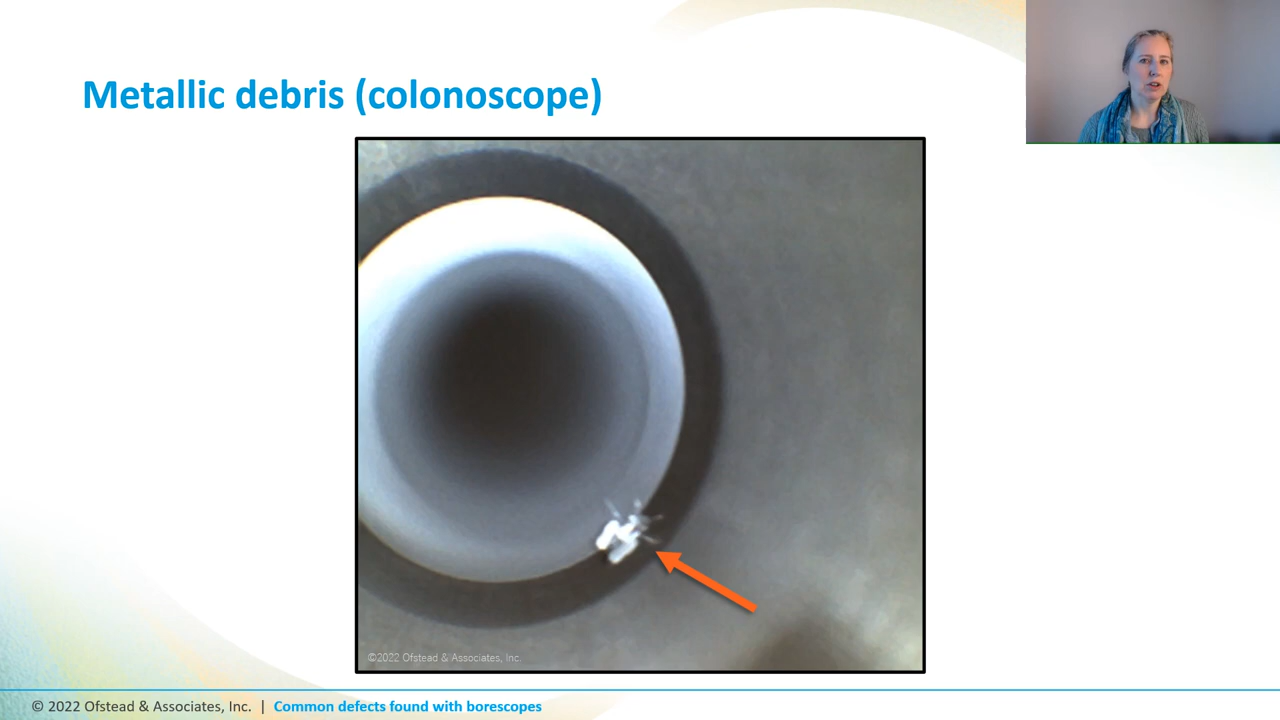 Metallic debris (colonoscope)
©2022 Ofstead & Associates, Inc.
© 2022 Ofstead & Associates, Inc. | Common defects found with borescopes